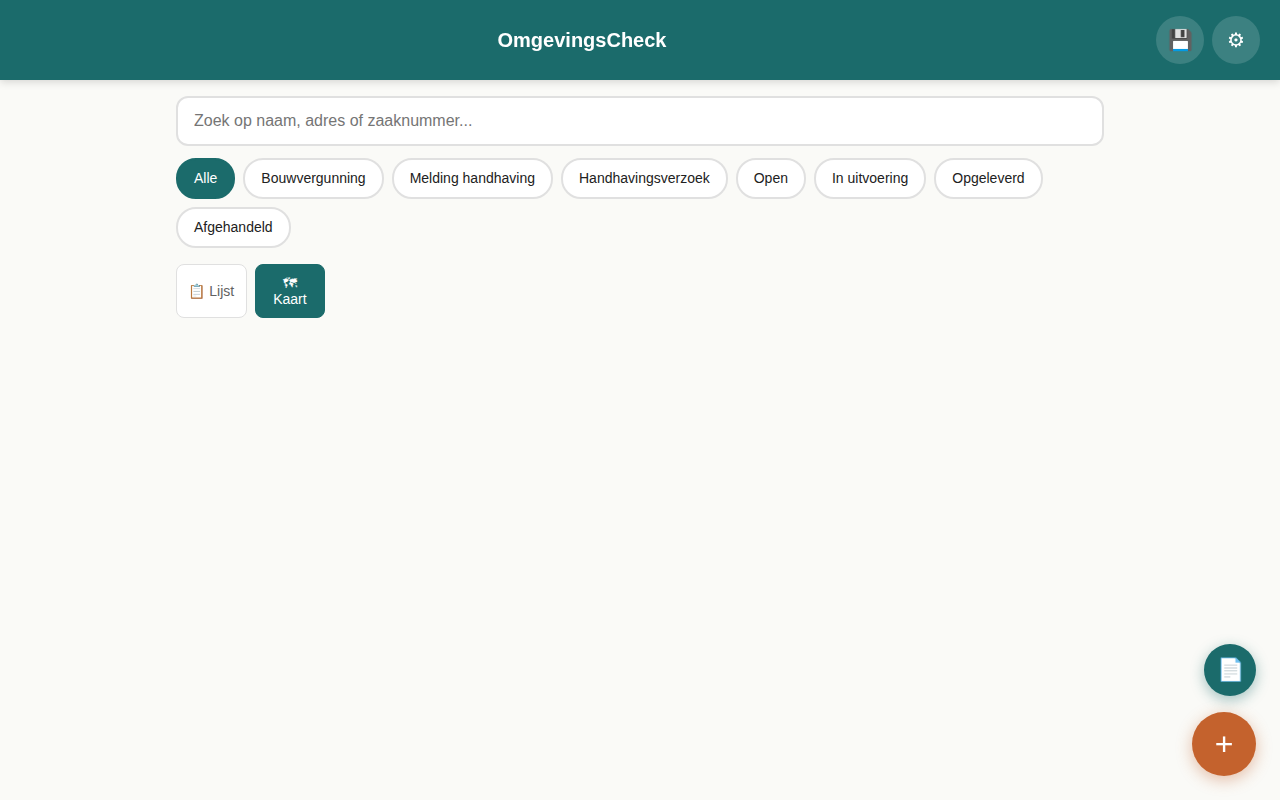 OmgevingsCheck
Zoek op naam, adres of zaaknummer...
Alle
Bouwvergunning
Melding handhaving
Handhavingsverzoek
Open
In uitvoering
Opgeleverd
Afgehandeld
Lijst
Kaart
+